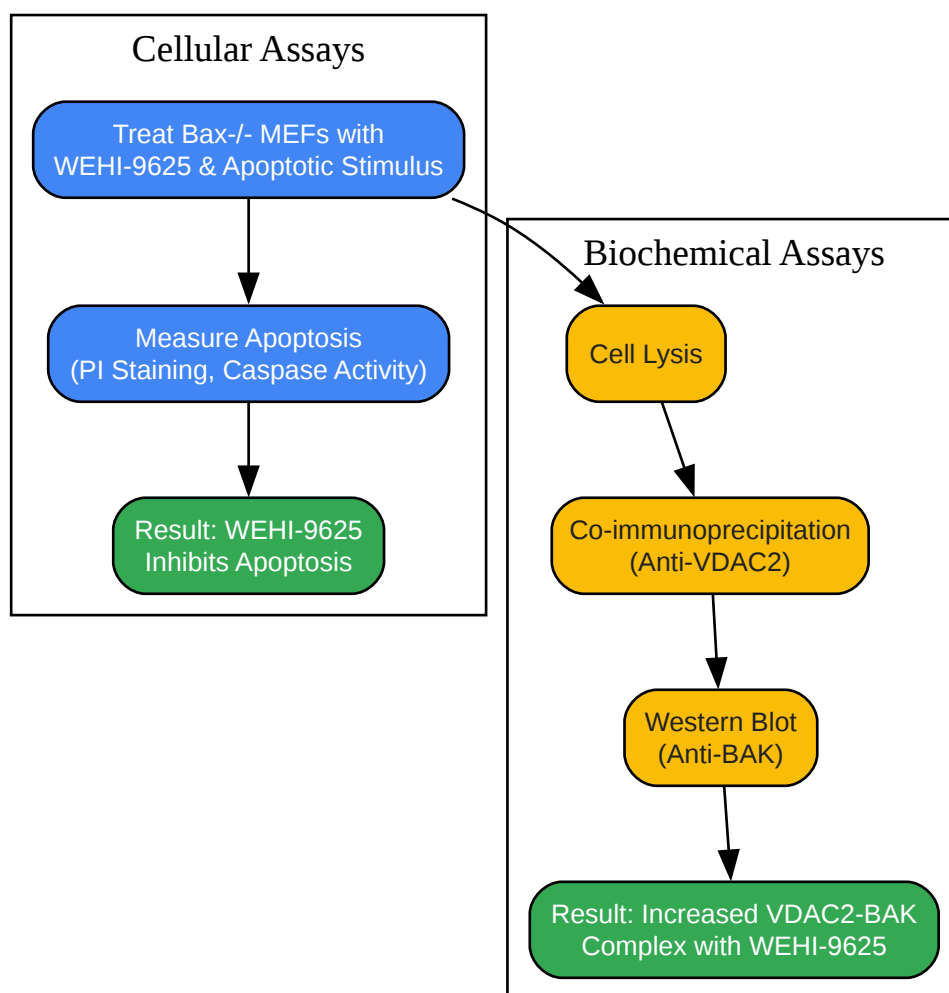 Cellular Assays
Treat Bax-/- MEFs with
WEHI-9625 & Apoptotic Stimulus
Measure Apoptosis
(PI Staining, Caspase Activity)
Result: WEHI-9625
Inhibits Apoptosis
Biochemical Assays
Cell Lysis
Co-immunoprecipitation
(Anti-VDAC2)
Western Blot
(Anti-BAK)
Result: Increased VDAC2-BAK
Complex with WEHI-9625